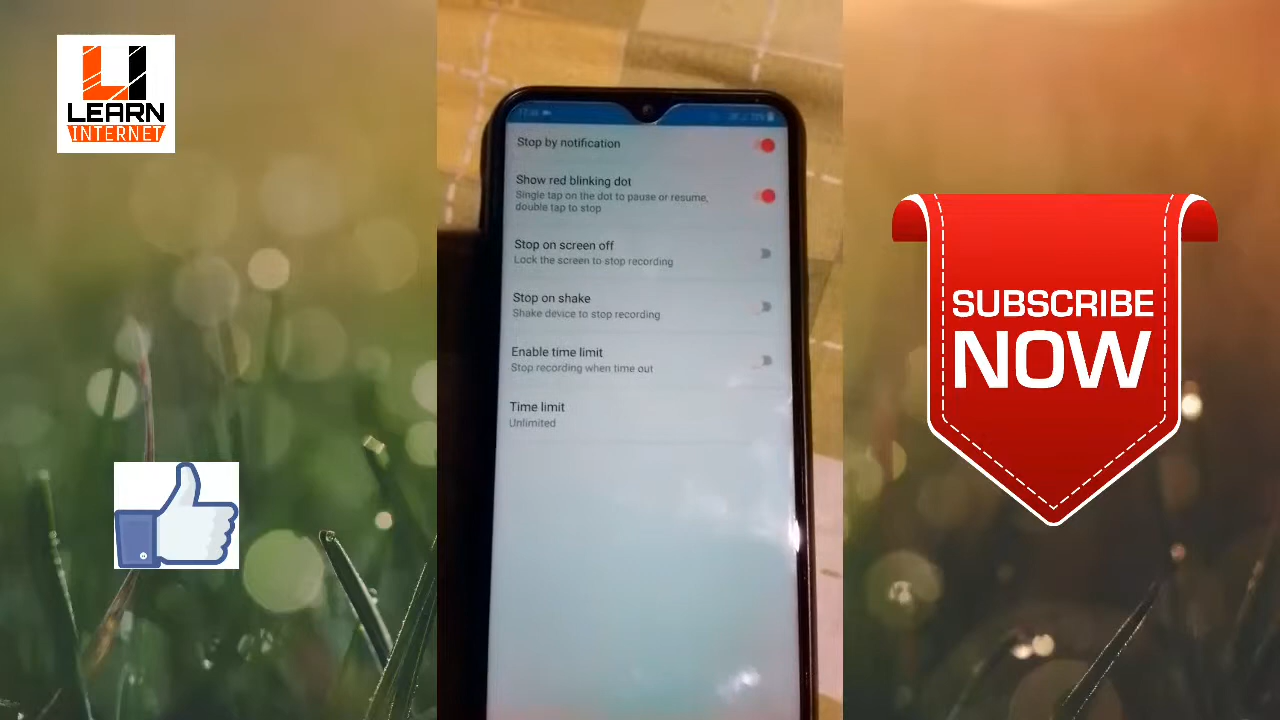 LEARN
INTERNET
Stop by notification
Show red blinking dot
Single tap on the dot to pause or resume,
double tap to stop
Stop on screen off
Lock the screen to stop recording
Stop on shake
Shake device to stop recording
Enable time limit
Stop recording when time out
Time limit
Unlimited
SUBSCRIBE
NOW